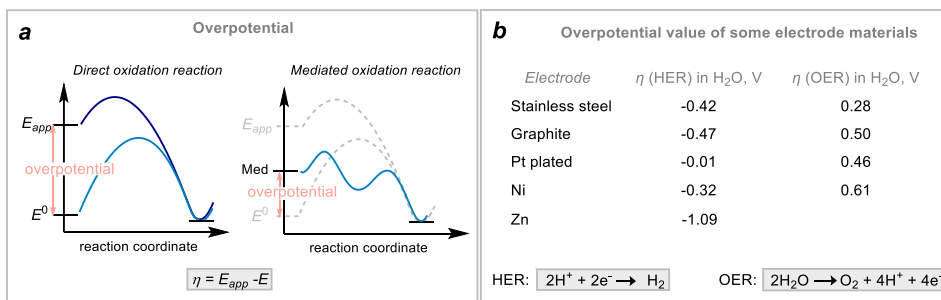 a
Overpotential
Direct oxidation reaction
Mediated oxidation reaction
E_app
overpotential
E^0
reaction coordinate
E_app
Med
overpotential
E^0
reaction coordinate
η = E_app -E
b
Overpotential value of some electrode materials
Electrode η (HER) in H₂O, V η (OER) in H₂O, V
Stainless steel -0.42 0.28
Graphite -0.47 0.50
Pt plated -0.01 0.46
Ni -0.32 0.61
Zn -1.09
HER: 2H⁺ + 2e⁻ → H₂ OER: 2H₂O → O₂ + 4H⁺ + 4e⁻